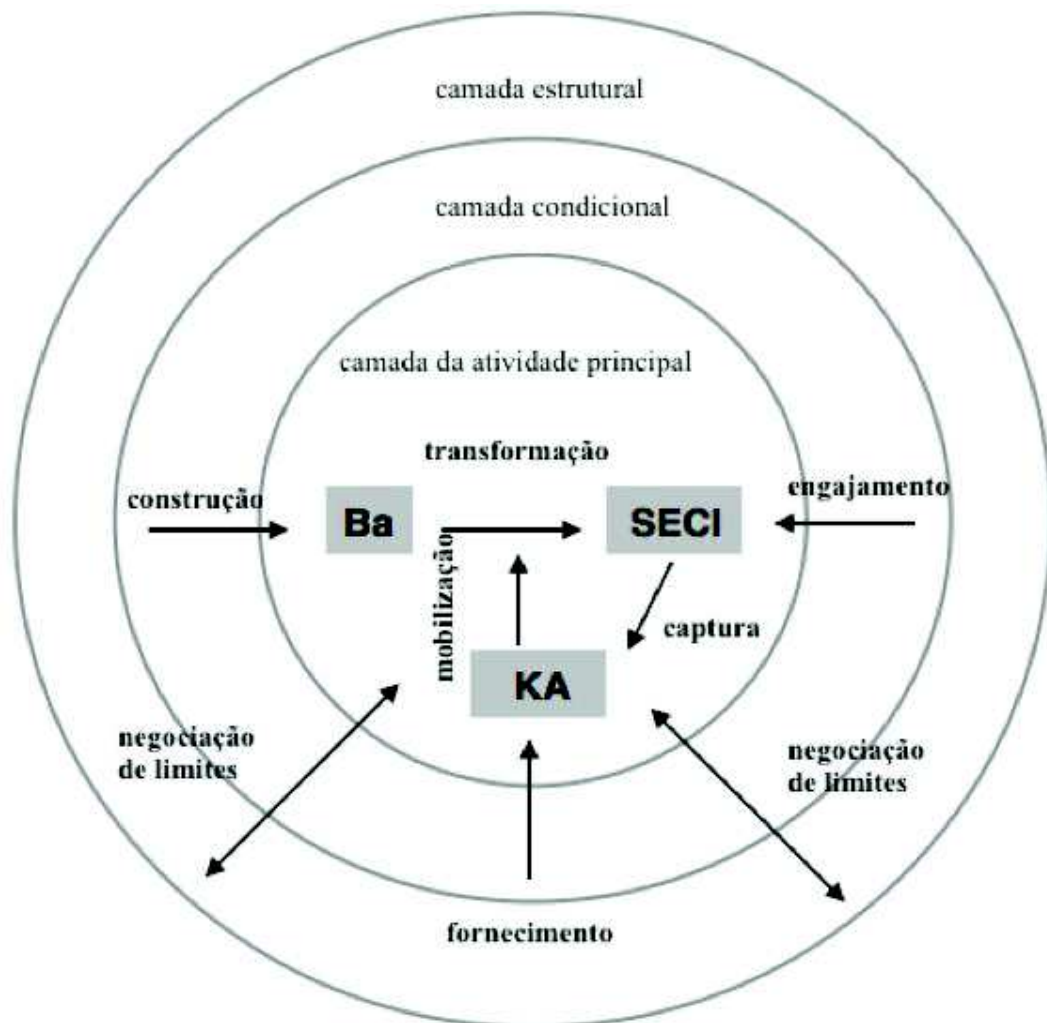 camada estrutural
camada condicional
camada da atividade principal
transformação
construção
engajamento
Ba
SECI
mobilização
captura
KA
negociação
de limites
negociação
de limites
fornecimento